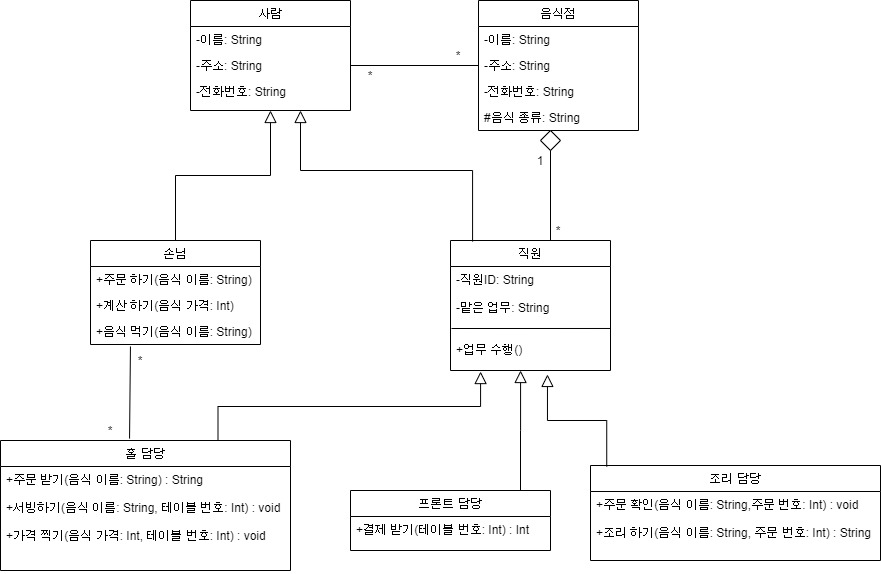 사람
-이름: String
-주소: String
-전화번호: String
음식점
-이름: String
-주소: String
-전화번호: String
#음식 종류: String
*
*
1
*
손님
+주문 하기(음식 이름: String)
+계산 하기(음식 가격: Int)
+음식 먹기(음식 이름: String)
직원
-직원ID: String
-맡은 업무: String
+업무 수행()
*
*
홀 담당
+주문 받기(음식 이름: String) : String
+서빙하기(음식 이름: String, 테이블 번호: Int) : void
+가격 찍기(음식 가격: Int, 테이블 번호: Int) : void
프론트 담당
+결제 받기(테이블 번호: Int) : Int
조리 담당
+주문 확인(음식 이름: String,주문 번호: Int) : void
+조리 하기(음식 이름: String, 주문 번호: Int) : String